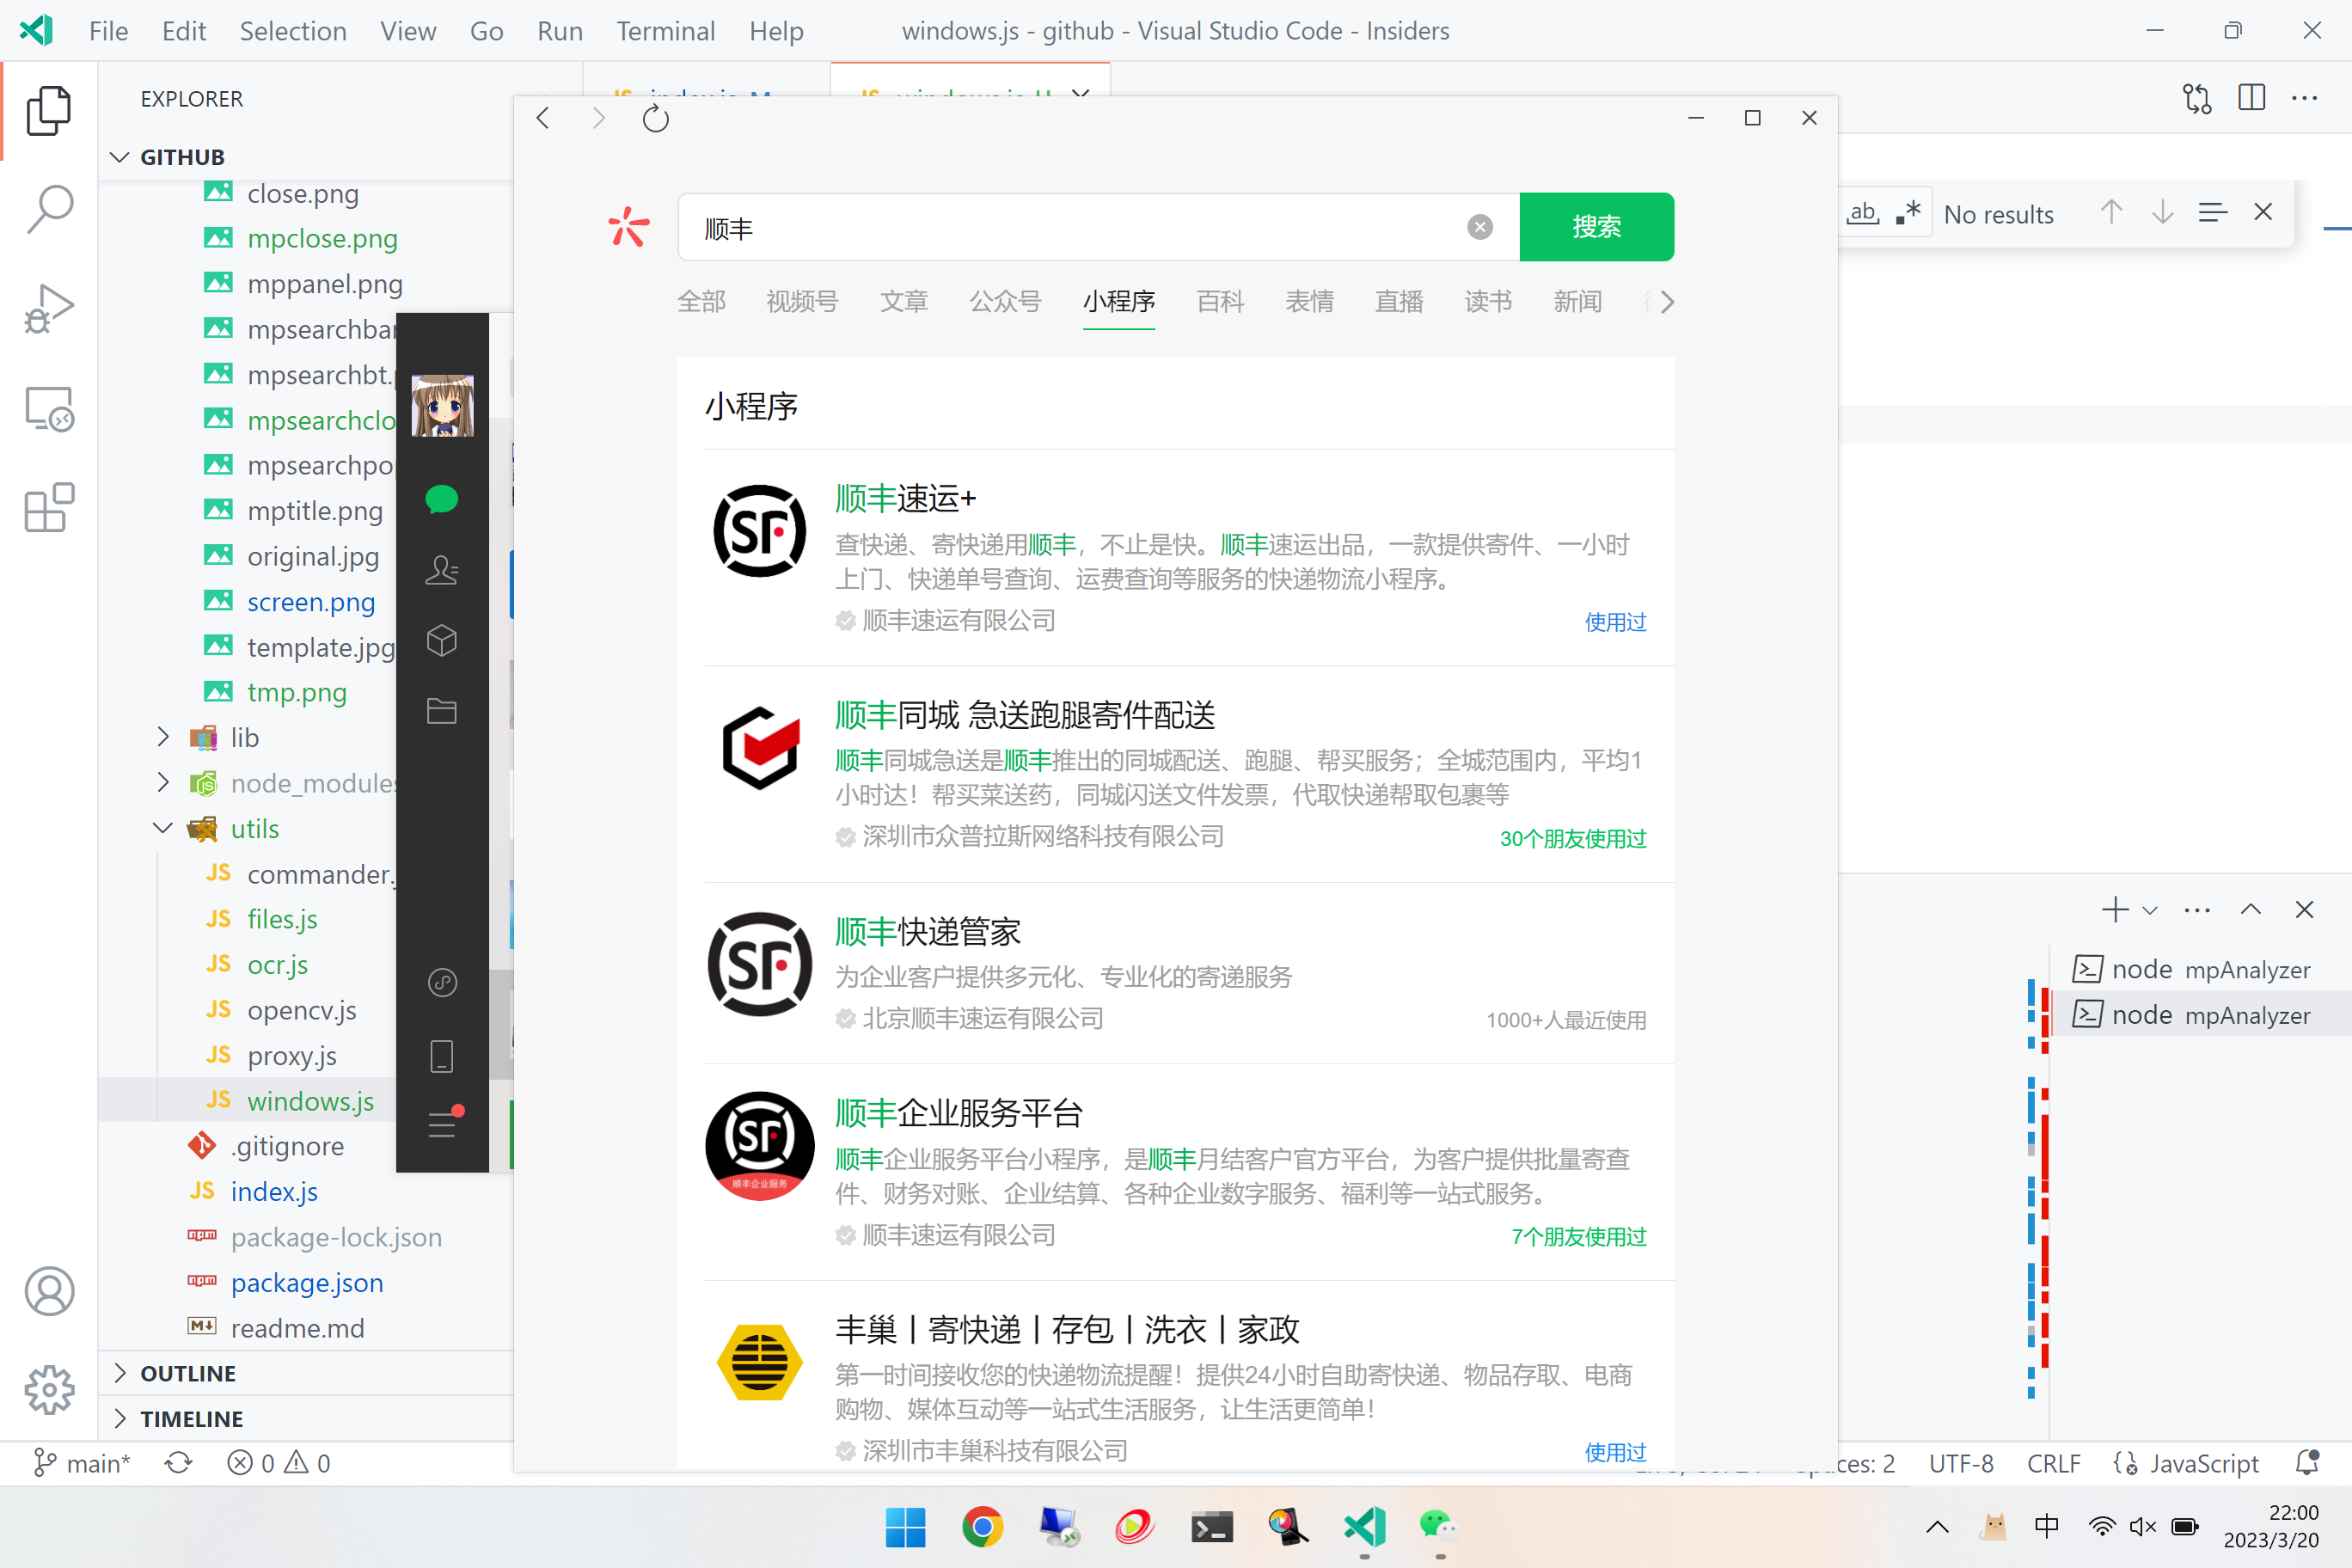 File Edit Selection View Go Run Terminal Help
windows.js - github - Visual Studio Code - Insiders
EXPLORER
GITHUB
close.png
mpclose.png
mppanel.png
mpsearchbar
mpsearchbt.
mpsearchclo
mpsearchpo
mptitle.png
original.jpg
screen.png
template.jpg
tmp.png
lib
node_modules
utils
JS commander.
JS files.js
JS ocr.js
JS opencv.js
JS proxy.js
JS windows.js
.gitignore
JS index.js
package-lock.json
package.json
readme.md
OUTLINE
TIMELINE
顺丰
搜索
全部 视频号 文章 公众号 小程序 百科 表情 直播 读书 新闻
小程序
SF
顺丰速运+
查快递、寄快递用顺丰，不止是快。顺丰速运出品，一款提供寄件、一小时
上门、快递单号查询、运费查询等服务的快递物流小程序。
顺丰速运有限公司
使用过
顺丰同城 急送跑腿寄件配送
顺丰同城急送是顺丰推出的同城配送、跑腿、帮买服务；全城范围内，平均1
小时达！帮买菜送药，同城闪送文件发票，代取快递帮取包裹等
深圳市众普拉斯网络科技有限公司
30个朋友使用过
SF
顺丰快递管家
为企业客户提供多元化、专业化的寄递服务
北京顺丰速运有限公司
1000+人最近使用
SF
顺丰企业服务
顺丰企业服务平台
顺丰企业服务平台小程序，是顺丰月结客户官方平台，为客户提供批量寄查
件、财务对账、企业结算、各种企业数字服务、福利等一站式服务。
顺丰速运有限公司
7个朋友使用过
丰巢丨寄快递丨存包丨洗衣丨家政
第一时间接收您的快递物流提醒！提供24小时自助寄快递、物品存取、电商
购物、媒体互动等一站式生活服务，让生活更简单！
深圳市丰巢科技有限公司
使用过
ab
No results
node mpAnalyzer
node mpAnalyzer
main* 0 0
ces: 2 UTF-8 CRLF JavaScript
中
22:00
2023/3/20